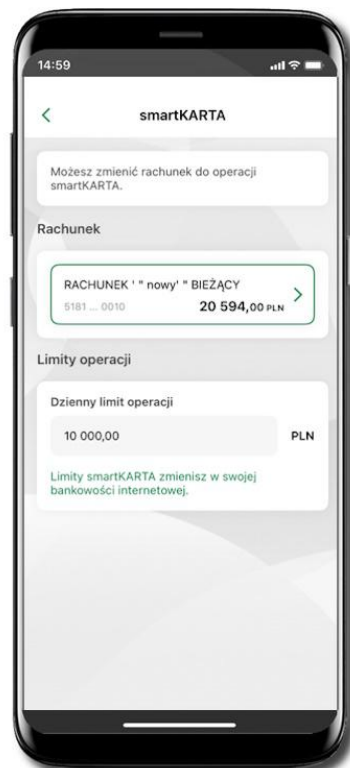 14:59
smartKARTA
Możesz zmienić rachunek do operacji
smartKARTA.
Rachunek
RACHUNEK ' " nowy' " BIEŻĄCY
5181 ... 0010 20 594,00 PLN
Limity operacji
Dzienny limit operacji
10 000,00 PLN
Limity smartKARTA zmienisz w swojej
bankowości internetowej.